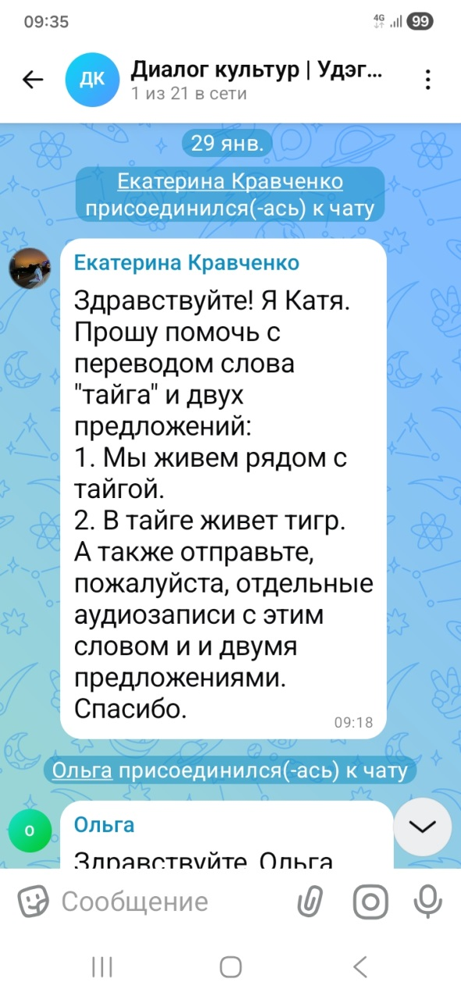 09:35
4G
99
ДК
Диалог культур | Удэг...
1 из 21 в сети
29 янв.
Екатерина Кравченко
присоединился(-ась) к чату
Екатерина Кравченко
Здравствуйте! Я Катя.
Прошу помочь с
переводом слова
"тайга" и двух
предложений:
1. Мы живем рядом с
тайгой.
2. В тайге живет тигр.
А также отправьте,
пожалуйста, отдельные
аудиозаписи с этим
словом и и двумя
предложениями.
Спасибо.
09:18
Ольга присоединился(-ась) к чату
О
Ольга
Здравствуйте, Ольга
Сообщение